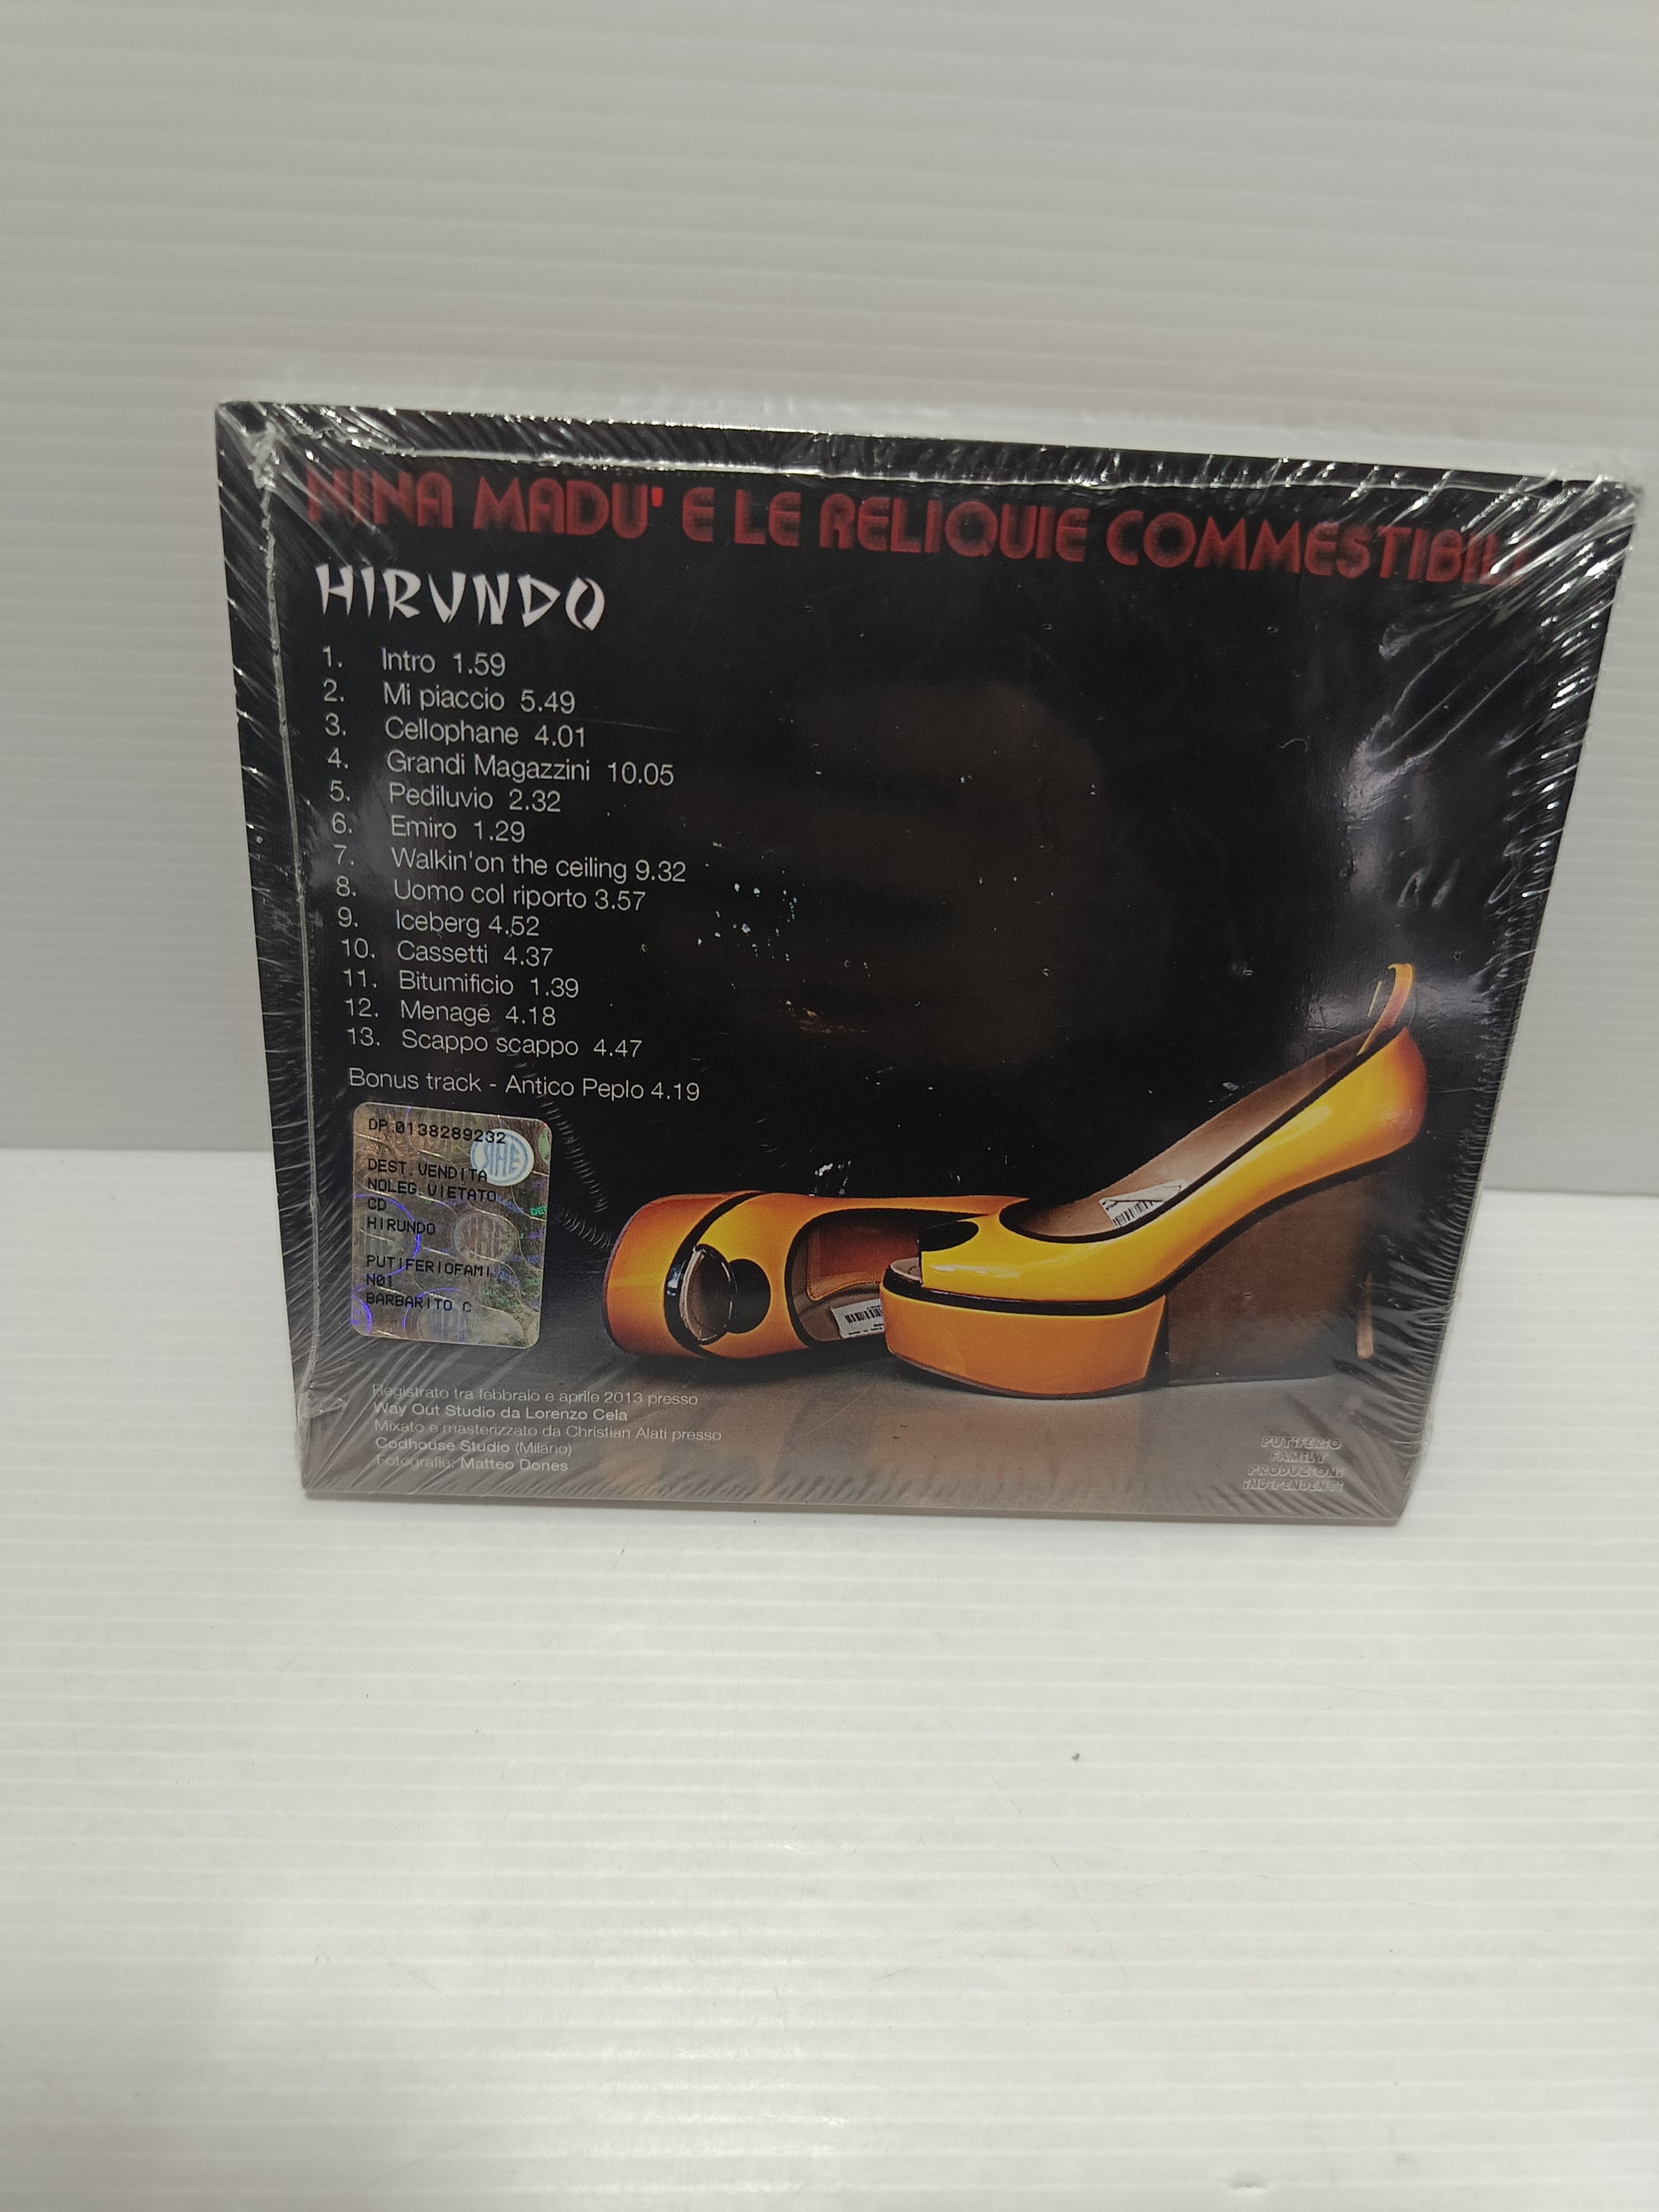 NINA MADU' E LE RELIQUIE COMMESTIBILI
HIRUNDO
1. Intro 1.59
2. Mi piaccio 5.49
3. Cellophane 4.01
4. Grandi Magazzini 10.05
5. Pediluvio 2.32
6. Emiro 1.29
7. Walkin'on the ceiling 9.32
8. Uomo col riporto 3.57
9. Iceberg 4.52
10. Cassetti 4.37
11. Bitumificio 1.39
12. Menage 4.18
13. Scappo scappo 4.47
Bonus track - Antico Peplo 4.19
DP 0138289232
SIAE
DEST.VENDITA
NOLEG.VIETATO
CD
HIRUNDO
PUTIFERIOFAMI
N01
BARBARITO C
Registrato tra febbraio e aprile 2013 presso
Way Out Studio da Lorenzo Cela
Mixato e masterizzato da Christian Alati presso
Codhouse Studio (Milano)
Fotografie: Matteo Dones
PUTIFERIO
FAMILY
PRODUZIONI
INDIPENDENTI